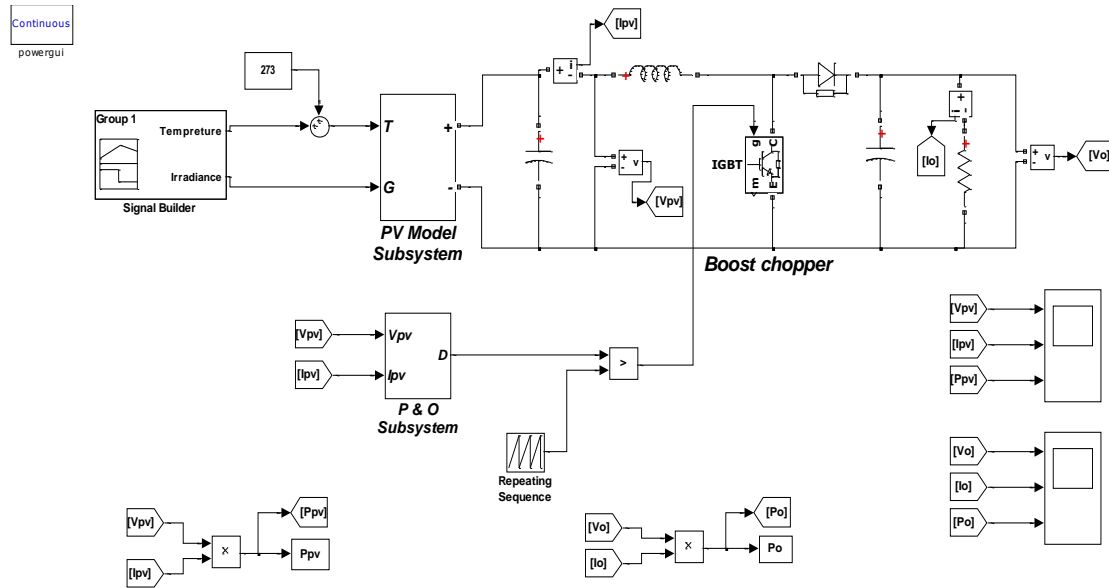 Continuous
powergui
[Ipv]
273
Group 1
Tempreture
Irradiance
Signal Builder
T
G
+
-
PV Model
Subsystem
+ i -
+ - v
[Vpv]
g C
IGBT
m E
+ i -
[Io]
+ - v
[Vo]
Boost chopper
[Vpv]
[Ipv]
Vpv
Ipv
D
P & O
Subsystem
>
Repeating
Sequence
[Vpv]
[Ipv]
[Ppv]
[Vo]
[Io]
[Po]
[Vpv]
[Ipv]
×
[Ppv]
Ppv
[Vo]
[Io]
×
[Po]
Po